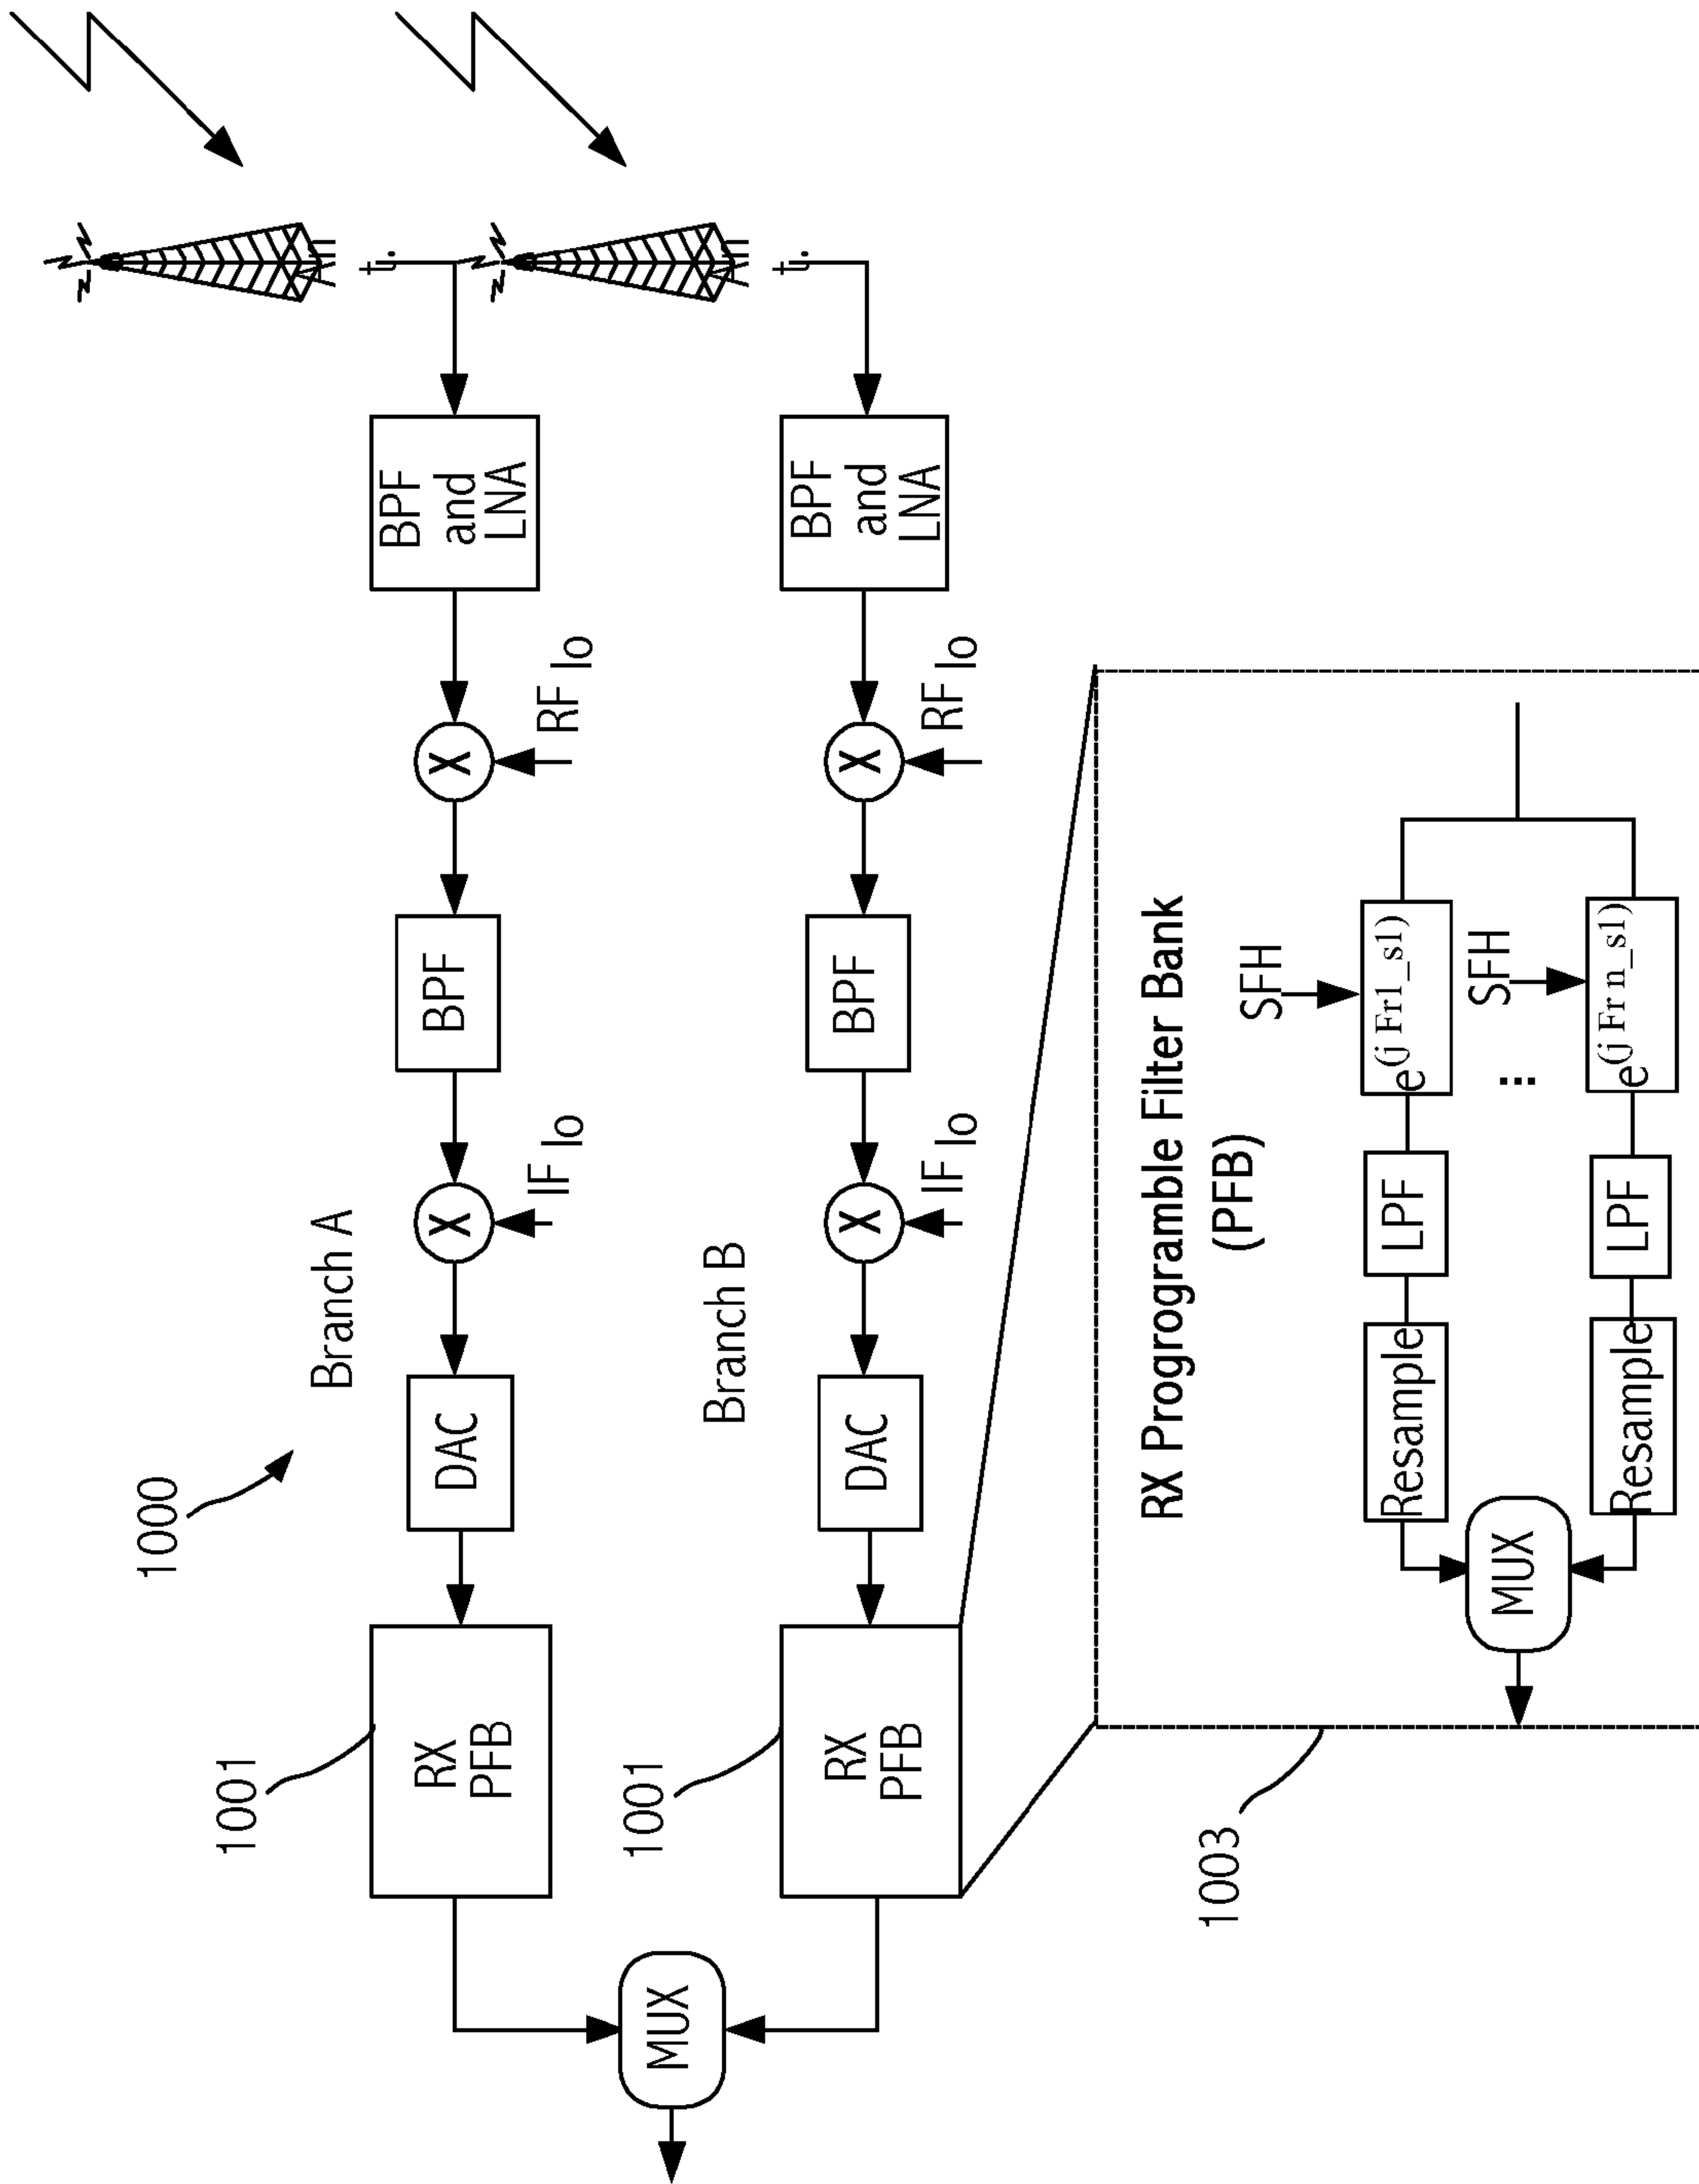 1000
Branch A
1001
RX
PFB
DAC
X
IF lo
BPF
X
RF lo
BPF
and
LNA
t.
MUX
Branch B
1001
RX
PFB
DAC
X
IF lo
BPF
X
RF lo
BPF
and
LNA
t.
1003
RX Progrogramble Filter Bank
(PFB)
SFH
MUX
Resample
LPF
e(j Fr1_s1)
SFH
...
Resample
LPF
e(j Fr n_s1)